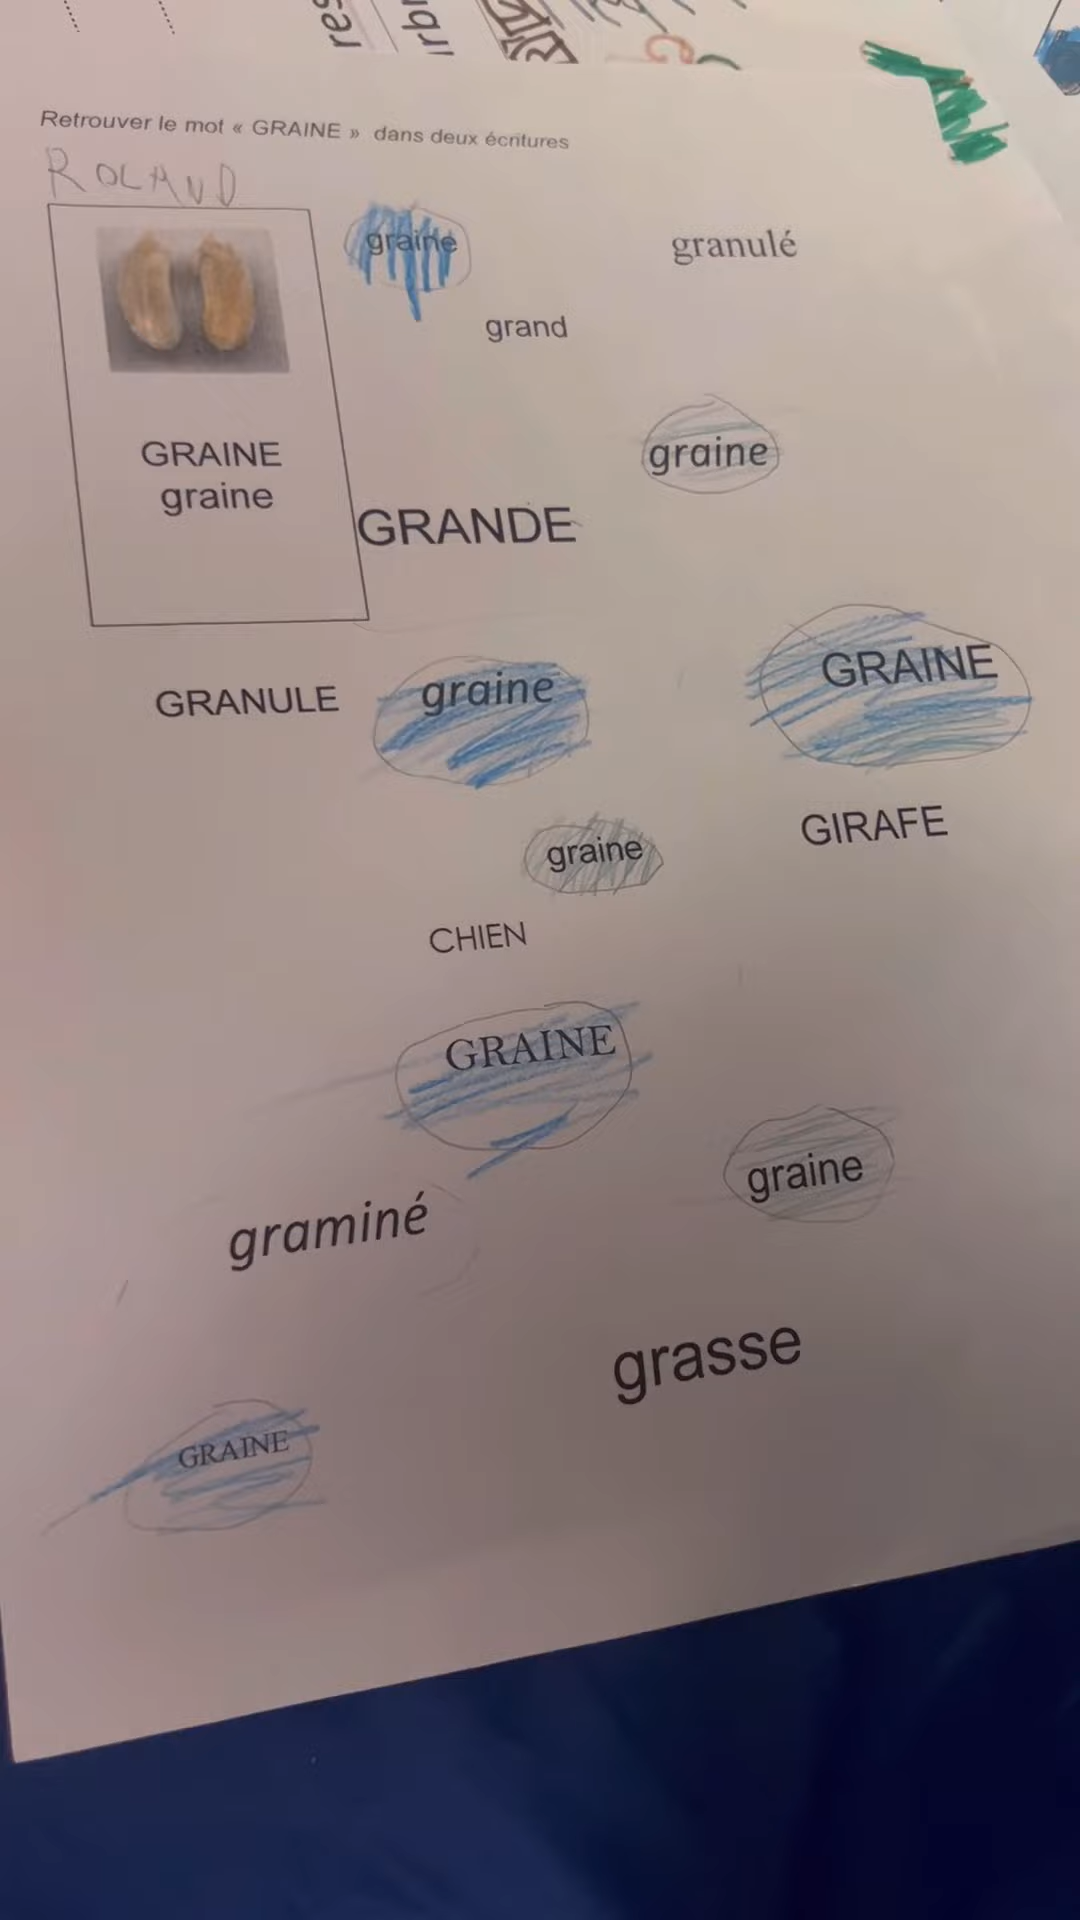 Retrouver le mot « GRAINE » dans deux écritures
ROLAND
graine
granulé
grand
GRAINE
graine
graine
GRANDE
GRANULE
graine
GRAINE
graine
GIRAFE
CHIEN
GRAINE
graminé
graine
grasse
GRAINE